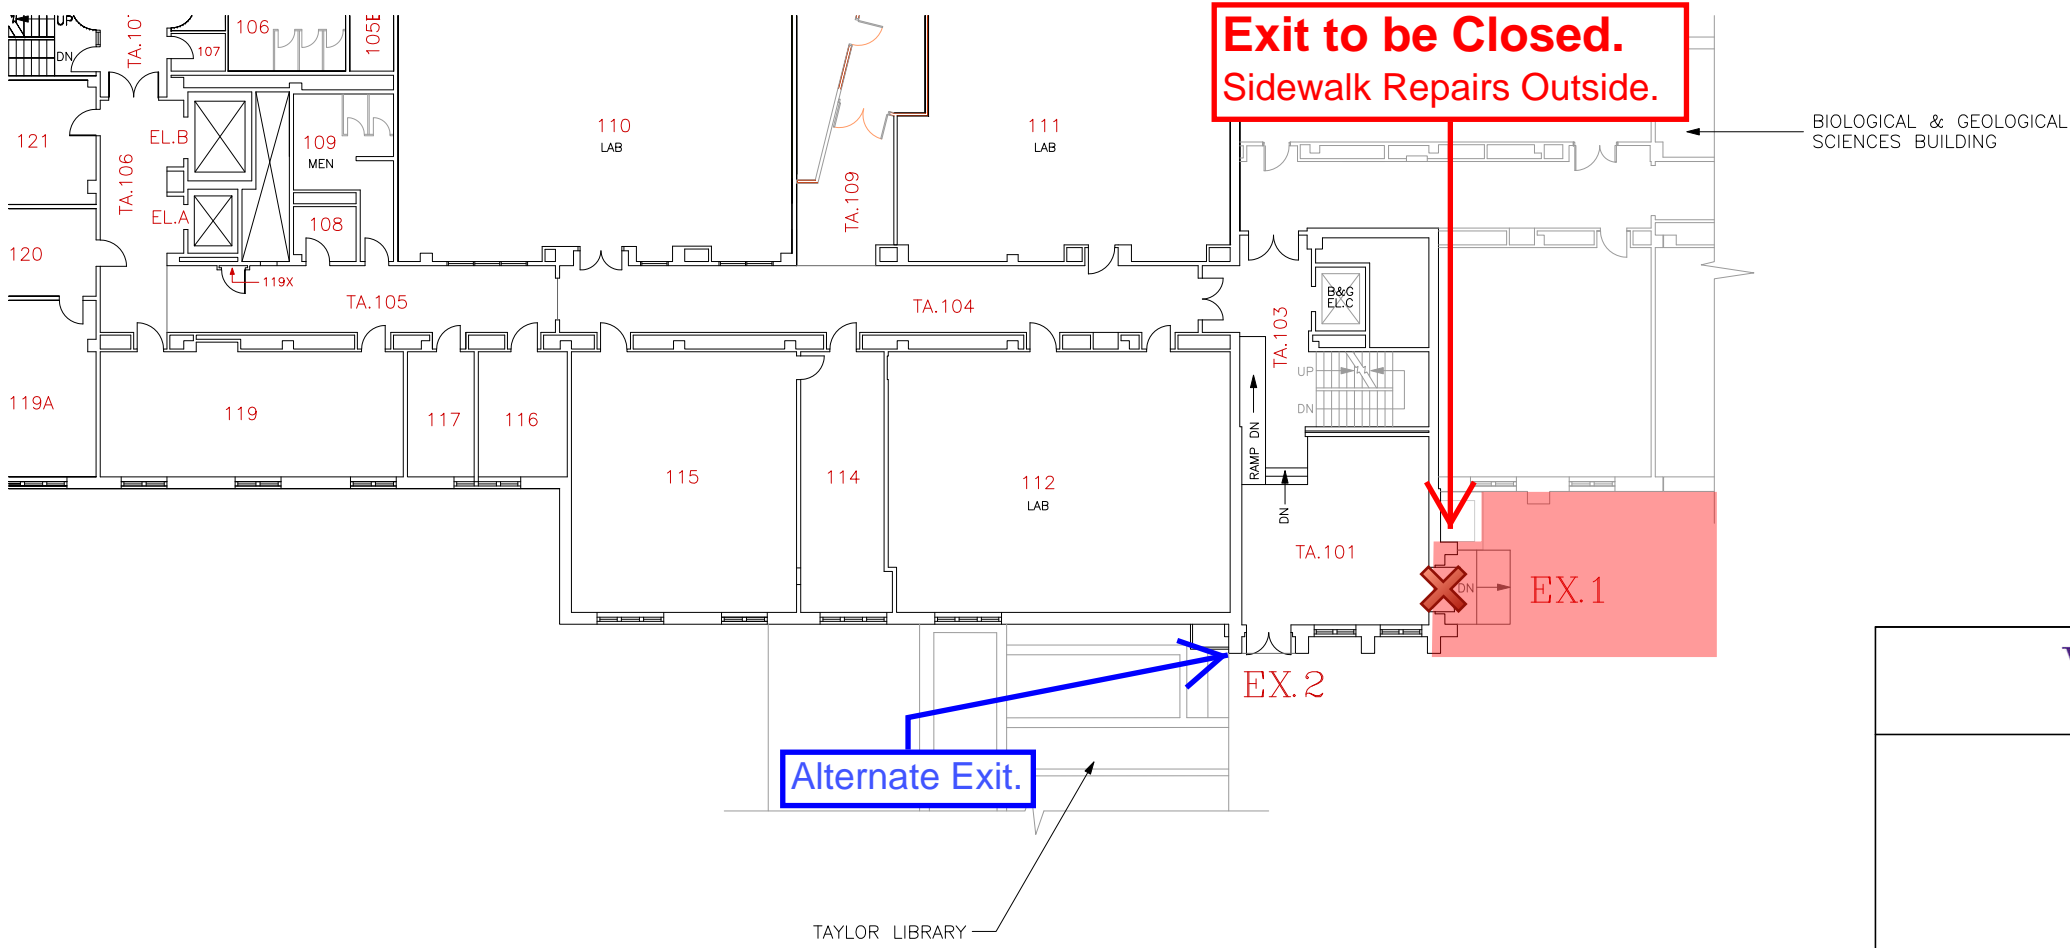 Exit to be Closed.
Sidewalk Repairs Outside.
BIOLOGICAL & GEOLOGICAL
SCIENCES BUILDING
UP
DN
107
106
105E
121
EL.B
TA.106
EL.A
109
MEN
108
110
LAB
TA.109
111
LAB
120
119X
TA.105
TA.104
TA.103
B&G
EL.C
UP
DN
119A
119
117
116
115
114
112
LAB
RAMP DN
DN
TA.101
DN
EX.1
EX.2
Alternate Exit.
TAYLOR LIBRARY